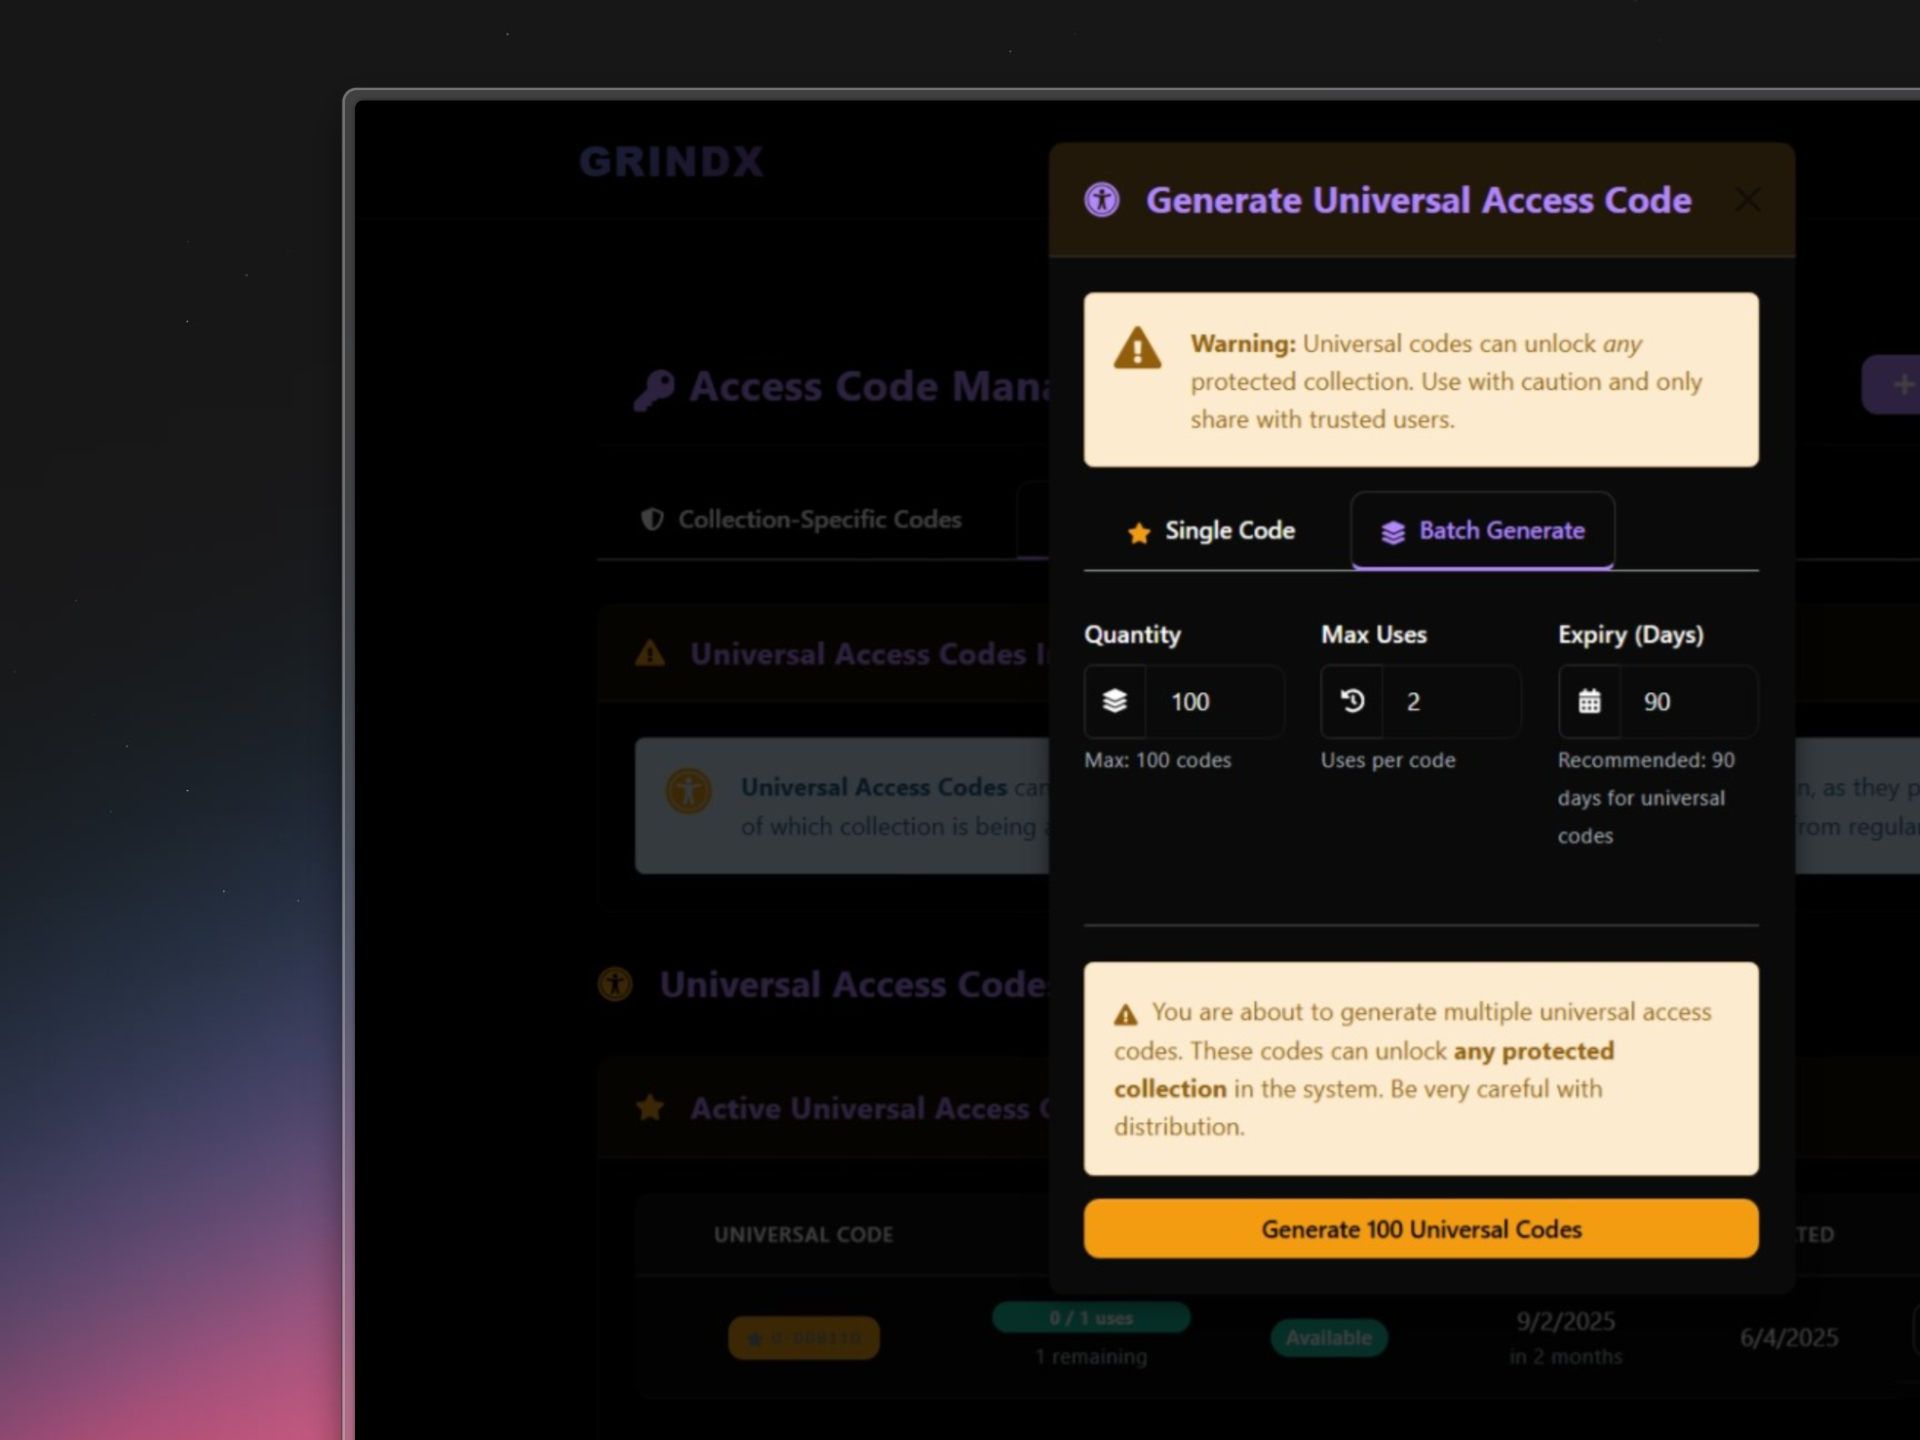 GRINDX
Generate Universal Access Code
Warning: Universal codes can unlock any
protected collection. Use with caution and only
share with trusted users.
Access Code Mana
Collection-Specific Codes
Single Code
Batch Generate
Quantity
Max Uses
Expiry (Days)
100
2
90
Max: 100 codes
Uses per code
Recommended: 90
days for universal
codes
Universal Access Codes I
Universal Access Codes can
n, as they p
of which collection is being a
from regular
Universal Access Code
You are about to generate multiple universal access
codes. These codes can unlock any protected
collection in the system. Be very careful with
distribution.
Active Universal Access C
Generate 100 Universal Codes
UNIVERSAL CODE
TED
0 / 1 uses
1 remaining
Available
9/2/2025
in 2 months
6/4/2025